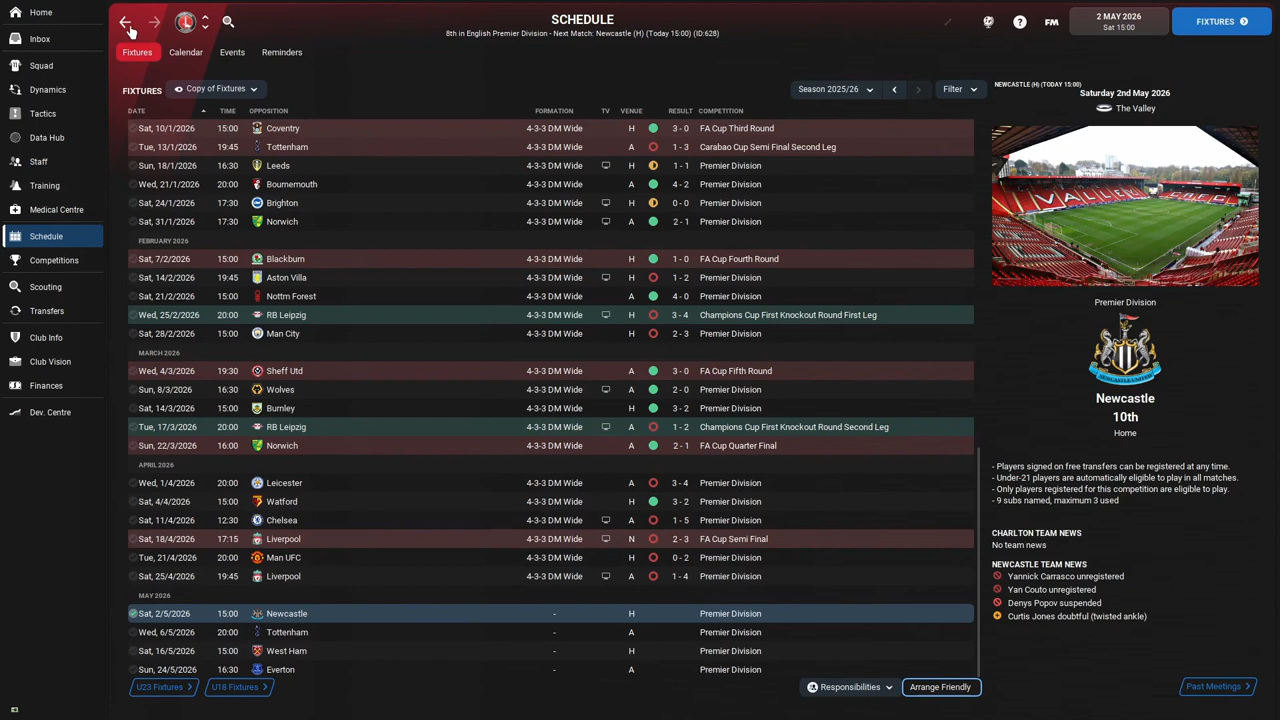 Home
Inbox
Squad
Dynamics
Tactics
Data Hub
Staff
Training
Medical Centre
Schedule
Competitions
Scouting
Transfers
Club Info
Club Vision
Finances
Dev. Centre
SCHEDULE
8th in English Premier Division - Next Match: Newcastle (H) (Today 15:00) (ID:628)
FM
2 MAY 2026
Sat 15:00
FIXTURES
Fixtures Calendar Events Reminders
FIXTURES Copy of Fixtures Season 2025/26 Filter
DATE TIME OPPOSITION FORMATION TV VENUE RESULT COMPETITION
Sat, 10/1/2026 15:00 Coventry 4-3-3 DM Wide H 3 - 0 FA Cup Third Round
Tue, 13/1/2026 19:45 Tottenham 4-3-3 DM Wide A 1 - 3 Carabao Cup Semi Final Second Leg
Sun, 18/1/2026 16:30 Leeds 4-3-3 DM Wide H 1 - 1 Premier Division
Wed, 21/1/2026 20:00 Bournemouth 4-3-3 DM Wide A 4 - 2 Premier Division
Sat, 24/1/2026 17:30 Brighton 4-3-3 DM Wide H 0 - 0 Premier Division
Sat, 31/1/2026 17:30 Norwich 4-3-3 DM Wide H 2 - 1 Premier Division
FEBRUARY 2026
Sat, 7/2/2026 15:00 Blackburn 4-3-3 DM Wide H 1 - 0 FA Cup Fourth Round
Sat, 14/2/2026 19:45 Aston Villa 4-3-3 DM Wide H 1 - 2 Premier Division
Sat, 21/2/2026 15:00 Nottm Forest 4-3-3 DM Wide A 4 - 0 Premier Division
Wed, 25/2/2026 20:00 RB Leipzig 4-3-3 DM Wide H 3 - 4 Champions Cup First Knockout Round First Leg
Sat, 28/2/2026 15:00 Man City 4-3-3 DM Wide H 2 - 3 Premier Division
MARCH 2026
Wed, 4/3/2026 19:30 Sheff Utd 4-3-3 DM Wide A 3 - 0 FA Cup Fifth Round
Sun, 8/3/2026 16:30 Wolves 4-3-3 DM Wide A 2 - 0 Premier Division
Sat, 14/3/2026 15:00 Burnley 4-3-3 DM Wide H 3 - 2 Premier Division
Tue, 17/3/2026 20:00 RB Leipzig 4-3-3 DM Wide A 1 - 2 Champions Cup First Knockout Round Second Leg
Sun, 22/3/2026 16:00 Norwich 4-3-3 DM Wide A 2 - 1 FA Cup Quarter Final
APRIL 2026
Wed, 1/4/2026 20:00 Leicester 4-3-3 DM Wide A 3 - 4 Premier Division
Sat, 4/4/2026 15:00 Watford 4-3-3 DM Wide H 3 - 2 Premier Division
Sat, 11/4/2026 12:30 Chelsea 4-3-3 DM Wide A 1 - 5 Premier Division
Sat, 18/4/2026 17:15 Liverpool 4-3-3 DM Wide N 2 - 3 FA Cup Semi Final
Tue, 21/4/2026 20:00 Man UFC 4-3-3 DM Wide H 0 - 2 Premier Division
Sat, 25/4/2026 19:45 Liverpool 4-3-3 DM Wide A 1 - 4 Premier Division
MAY 2026
Sat, 2/5/2026 15:00 Newcastle - H Premier Division
Wed, 6/5/2026 20:00 Tottenham - A Premier Division
Sat, 16/5/2026 15:00 West Ham - H Premier Division
Sun, 24/5/2026 16:30 Everton - A Premier Division
U23 Fixtures U18 Fixtures Responsibilities Arrange Friendly
NEWCASTLE (H) (TODAY 15:00)
Saturday 2nd May 2026
The Valley
VALLEY
Premier Division
NEWCASTLE UNITED
Newcastle
10th
Home
- Players signed on free transfers can be registered at any time.
- Under-21 players are automatically eligible to play in all matches.
- Only players registered for this competition are eligible to play.
- 9 subs named, maximum 3 used
CHARLTON TEAM NEWS
No team news
NEWCASTLE TEAM NEWS
Yannick Carrasco unregistered
Yan Couto unregistered
Denys Popov suspended
Curtis Jones doubtful (twisted ankle)
Past Meetings